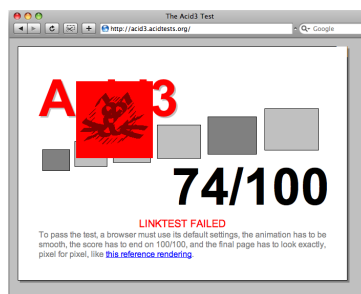 The Acid3 Test
http://acid3.acidtests.org/
Google
A 3
74/100
LINKTEST FAILED
To pass the test, a browser must use its default settings, the animation has to be
smooth, the score has to end on 100/100, and the final page has to look exactly,
pixel for pixel, like this reference rendering.